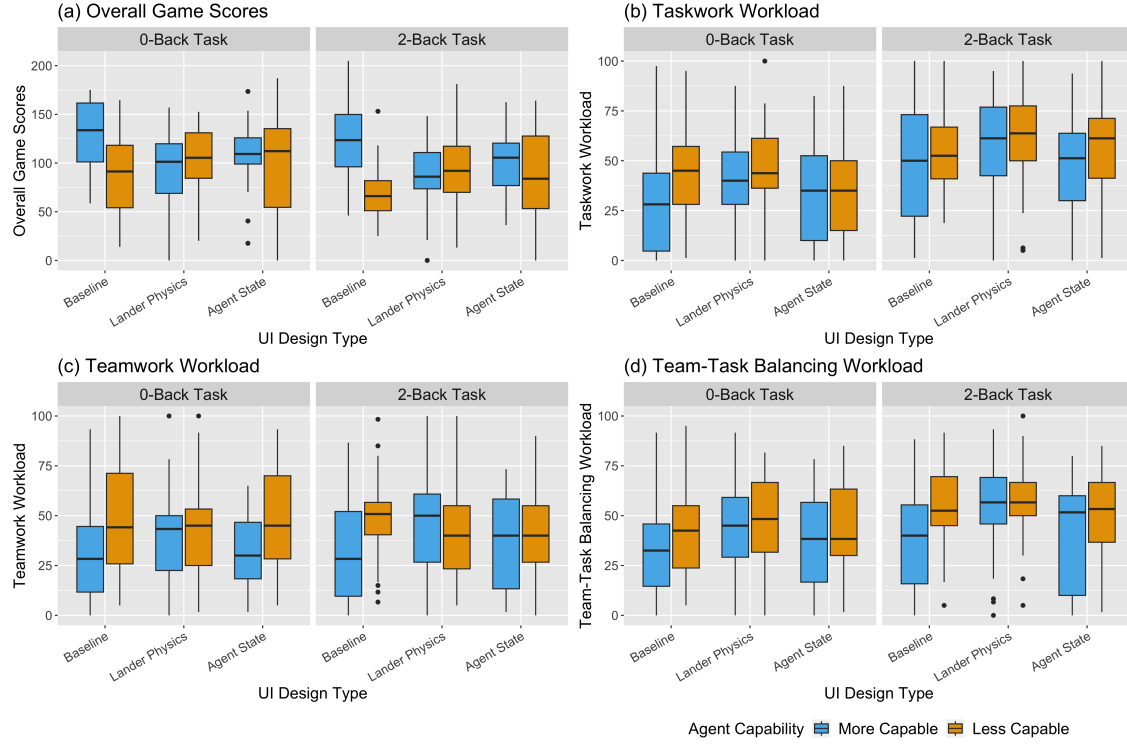 (a) Overall Game Scores
0-Back Task
2-Back Task
Overall Game Scores
200
150
100
50
0
Baseline
Lander Physics
Agent State
Baseline
Lander Physics
Agent State
UI Design Type
(b) Taskwork Workload
0-Back Task
2-Back Task
Taskwork Workload
100
75
50
25
0
Baseline
Lander Physics
Agent State
Baseline
Lander Physics
Agent State
UI Design Type
(c) Teamwork Workload
0-Back Task
2-Back Task
Teamwork Workload
100
75
50
25
0
Baseline
Lander Physics
Agent State
Baseline
Lander Physics
Agent State
UI Design Type
(d) Team-Task Balancing Workload
0-Back Task
2-Back Task
Team-Task Balancing Workload
100
75
50
25
0
Baseline
Lander Physics
Agent State
Baseline
Lander Physics
Agent State
UI Design Type
Agent Capability More Capable Less Capable